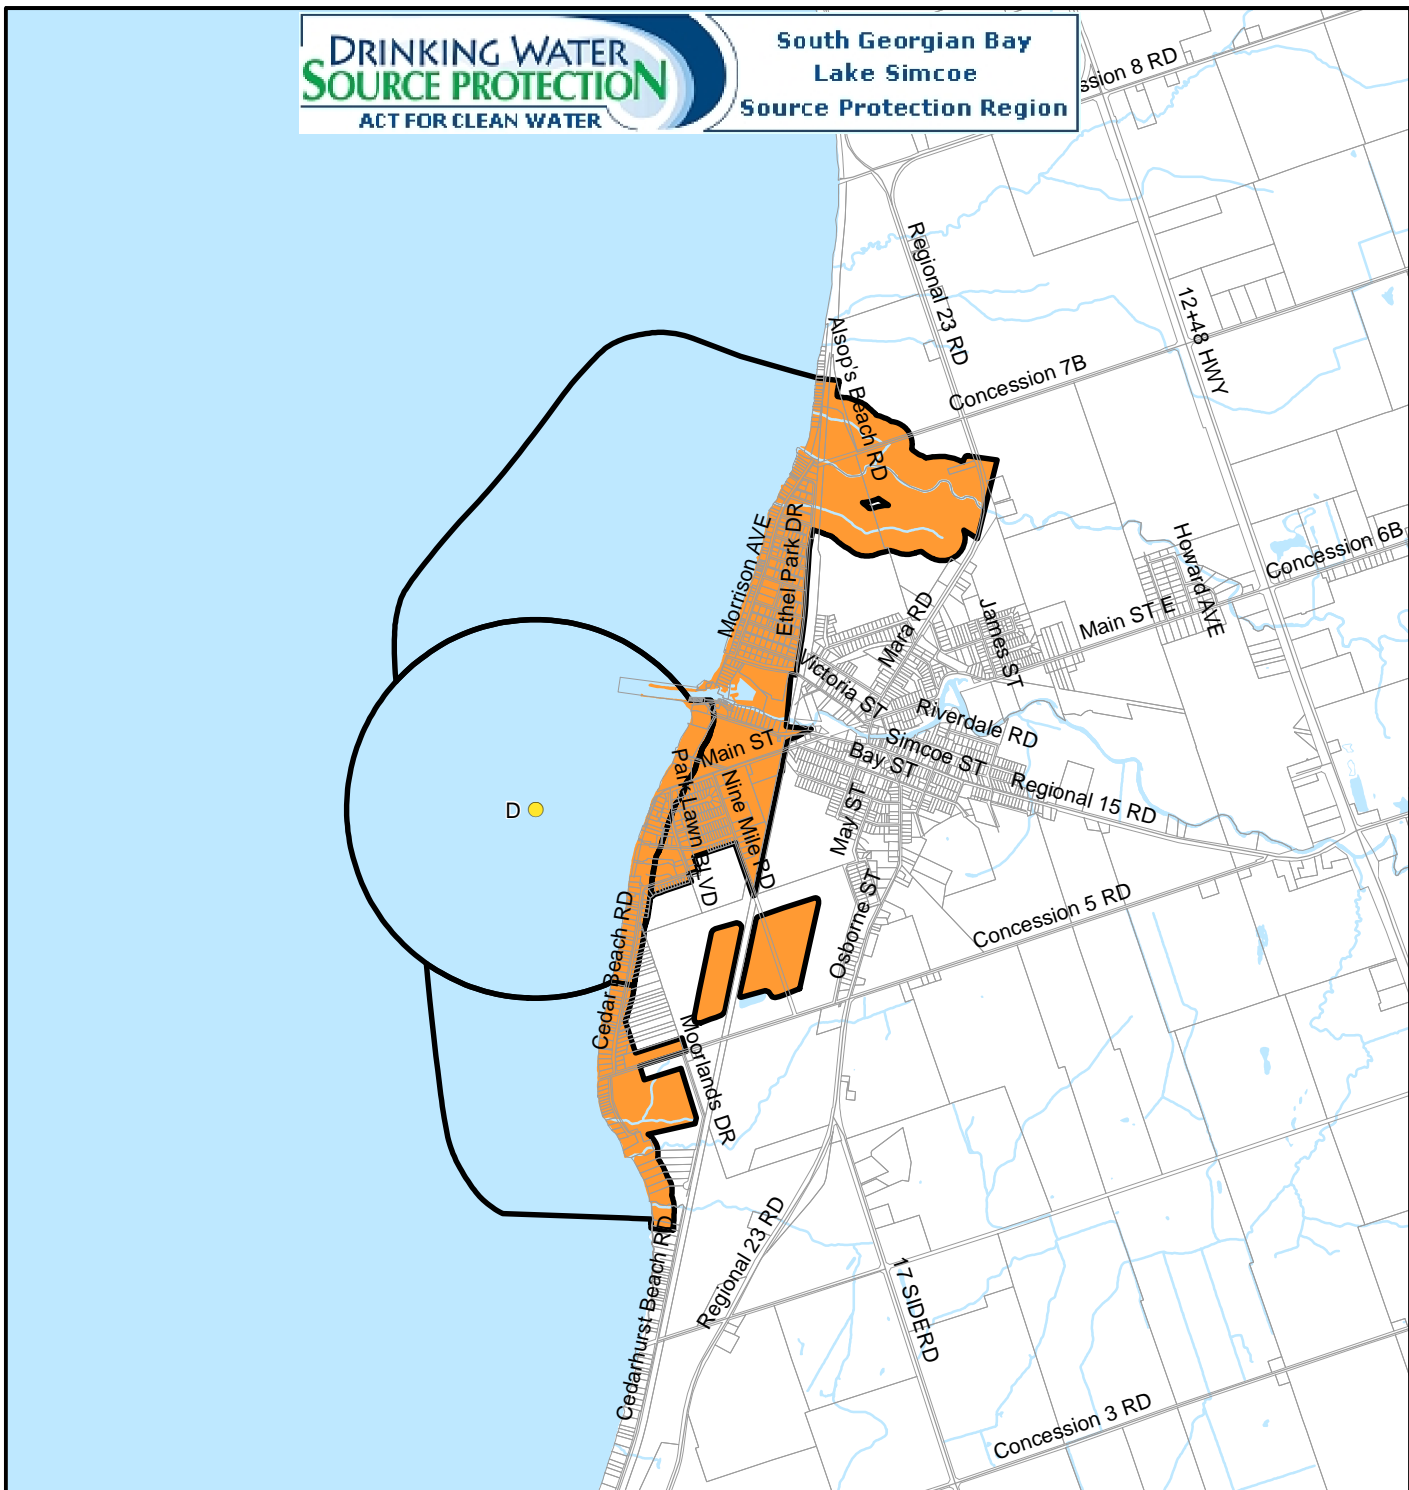 DRINKING WATER
SOURCE PROTECTION
ACT FOR CLEAN WATER
South Georgian Bay
Lake Simcoe
Source Protection Region
ssion 8 RD
Regional 23 RD
12+48 HWY
Alsop's Beach RD
Concession 7B
Morrison AVE
Ethel Park DR
Howard AVE
Concession 6B
James ST
Main ST E
Mara RD
Victoria ST
Riverdale RD
Simcoe ST
Main ST
Bay ST
Park Lawn BLVD
Nine Mile RD
Regional 15 RD
May ST
D
Osborne ST
Concession 5 RD
Cedar Beach RD
Moorlands DR
Regional 23 RD
Cedarhurst Beach RD
17 SIDERD
Concession 3 RD